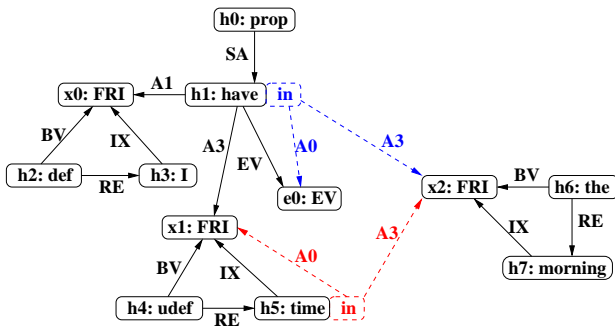 h0: prop
SA
x0: FRI
A1
h1: have
in
BV
IX
A3
EV
A0
A3
h2: def
RE
h3: I
e0: EV
x2: FRI
BV
h6: the
x1: FRI
A0
A3
IX
RE
BV
IX
h7: morning
h4: udef
RE
h5: time
in